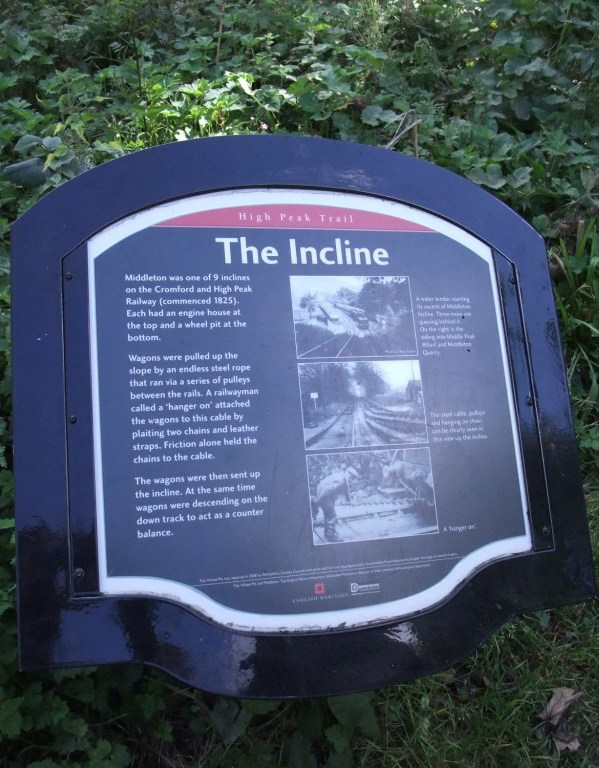 High Peak Trail
The Incline
Middleton was one of 9 inclines
on the Cromford and High Peak
Railway (commenced 1825).
Each had an engine house at
the top and a wheel pit at the
bottom.
Wagons were pulled up the
slope by an endless steel rope
that ran via a series of pulleys
between the rails. A railwayman
called a 'hanger on' attached
the wagons to this cable by
plaiting two chains and leather
straps. Friction alone held the
chains to the cable.
The wagons were then sent up
the incline. At the same time
wagons were descending on the
down track to act as a counter
balance.
A water tender starting
its ascent of Middleton
Incline. Three more are
queuing behind it.
On the right is the
siding into Middle Peak
Wharf and Middleton
Quarry.
The steel cable, pulleys
and hanging on chain
can be clearly seen in
this view up the incline.
A 'hanger on'
ENGLISH HERITAGE